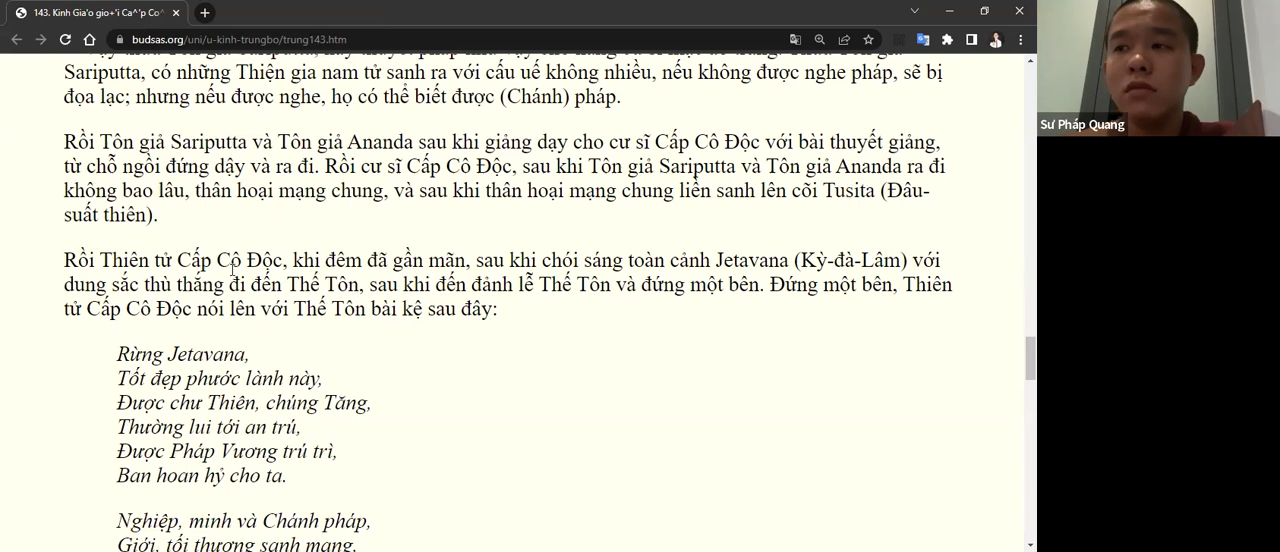 143. Kinh Gia'o gio+'i Ca^'p Co^
budsas.org/uni/u-kinh-trungbo/trung143.htm
Sariputta, có những Thiện gia nam tử sanh ra với cấu uế không nhiều, nếu không được nghe pháp, sẽ bị
đọa lạc; nhưng nếu được nghe, họ có thể biết được (Chánh) pháp.
Rồi Tôn giả Sariputta và Tôn giả Ananda sau khi giảng dạy cho cư sĩ Cấp Cô Độc với bài thuyết giảng,
từ chỗ ngồi đứng dậy và ra đi. Rồi cư sĩ Cấp Cô Độc, sau khi Tôn giả Sariputta và Tôn giả Ananda ra đi
không bao lâu, thân hoại mạng chung, và sau khi thân hoại mạng chung liền sanh lên cõi Tusita (Đâu-
suất thiên).
Rồi Thiên tử Cấp Cô Độc, khi đêm đã gần mãn, sau khi chói sáng toàn cảnh Jetavana (Kỳ-đà-Lâm) với
dung sắc thù thắng đi đến Thế Tôn, sau khi đến đảnh lễ Thế Tôn và đứng một bên. Đứng một bên, Thiên
tử Cấp Cô Độc nói lên với Thế Tôn bài kệ sau đây:
Rừng Jetavana,
Tốt đẹp phước lành này,
Được chư Thiên, chúng Tăng,
Thường lui tới an trú,
Được Pháp Vương trú trì,
Ban hoan hỷ cho ta.
Nghiệp, minh và Chánh pháp,
Giới, tối thượng sanh mạng,
Sư Pháp Quang